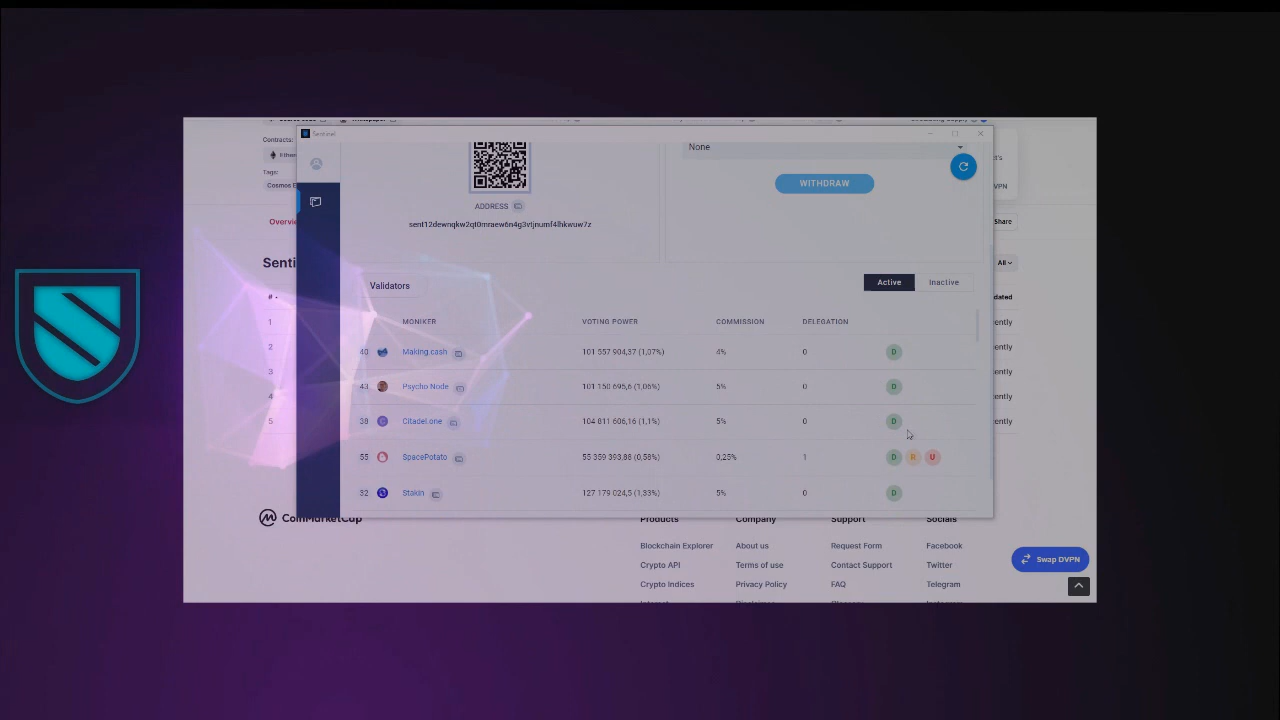 Contracts:
Tags:
Sentinel
None
WITHDRAW
ADDRESS
sent12dewnqkw2qt0mraew6n4g3vtjnumf4lhkwuw7z
Share
All
Validators
Active
Inactive
#
MONIKER
VOTING POWER
COMMISSION
DELEGATION
1
40 Making.cash 101 557 904,37 (1,07%) 4% 0 D
2
3
43 Psycho Node 101 150 695,6 (1,06%) 5% 0 D
4
5
38 Citadel.one 104 811 606,16 (1,1%) 5% 0 D
55 SpacePotato 55 359 393,88 (0,58%) 0,25% 1 D R U
32 Stakin 127 179 024,5 (1,33%) 5% 0 D
CoinMarketCap
Products Company Support Socials
Blockchain Explorer About us Request Form Facebook
Crypto API Terms of use Contact Support Twitter
Crypto Indices Privacy Policy FAQ Telegram
Swap DVPN